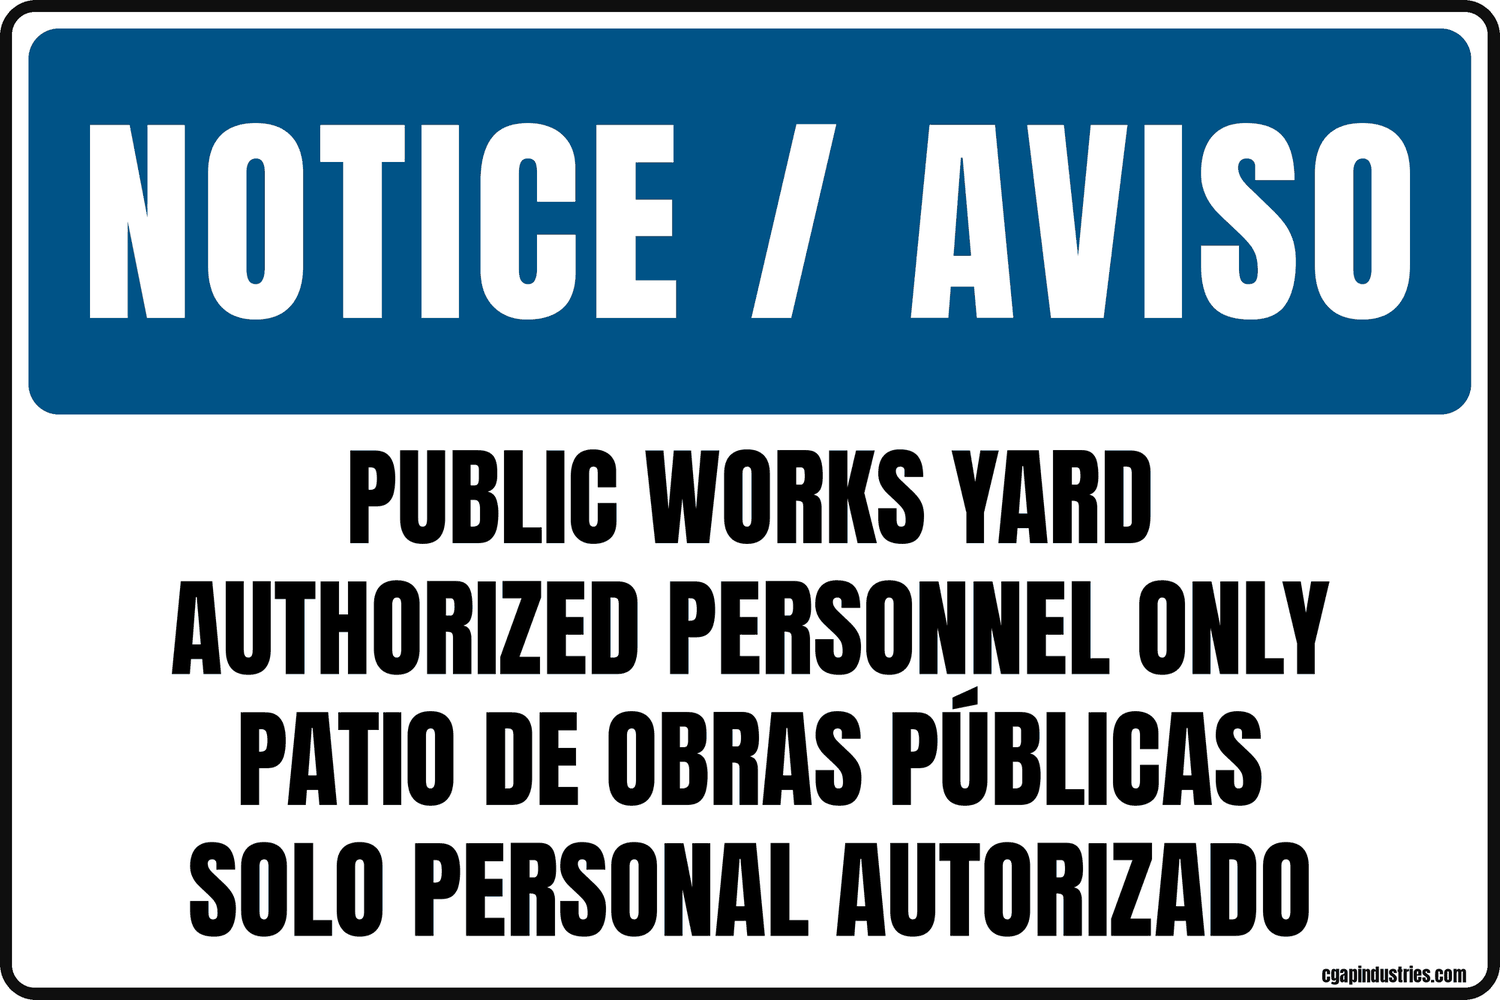 NOTICE / AVISO
PUBLIC WORKS YARD
AUTHORIZED PERSONNEL ONLY
PATIO DE OBRAS PÚBLICAS
SOLO PERSONAL AUTORIZADO
cgapindustries.com